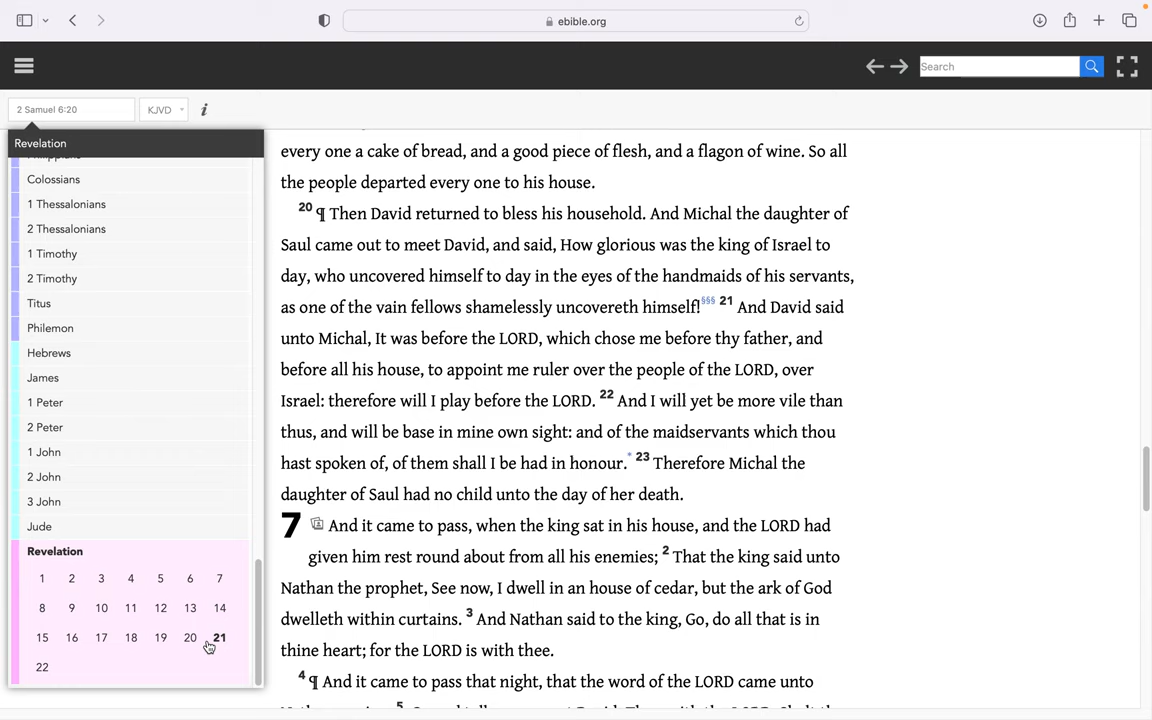 ebible.org
Search
2 Samuel 6:20
KJVD
i
Revelation
Philippians
Colossians
1 Thessalonians
2 Thessalonians
1 Timothy
2 Timothy
Titus
Philemon
Hebrews
James
1 Peter
2 Peter
1 John
2 John
3 John
Jude
Revelation
1 2 3 4 5 6 7
8 9 10 11 12 13 14
15 16 17 18 19 20 21
22
every one a cake of bread, and a good piece of flesh, and a flagon of wine. So all
the people departed every one to his house.
20 ¶ Then David returned to bless his household. And Michal the daughter of
Saul came out to meet David, and said, How glorious was the king of Israel to
day, who uncovered himself to day in the eyes of the handmaids of his servants,
as one of the vain fellows shamelessly uncovereth himself!§§§ 21 And David said
unto Michal, It was before the LORD, which chose me before thy father, and
before all his house, to appoint me ruler over the people of the LORD, over
Israel: therefore will I play before the LORD. 22 And I will yet be more vile than
thus, and will be base in mine own sight: and of the maidservants which thou
hast spoken of, of them shall I be had in honour.* 23 Therefore Michal the
daughter of Saul had no child unto the day of her death.
7 And it came to pass, when the king sat in his house, and the LORD had
given him rest round about from all his enemies; 2 That the king said unto
Nathan the prophet, See now, I dwell in an house of cedar, but the ark of God
dwelleth within curtains. 3 And Nathan said to the king, Go, do all that is in
thine heart; for the LORD is with thee.
4 ¶ And it came to pass that night, that the word of the LORD came unto